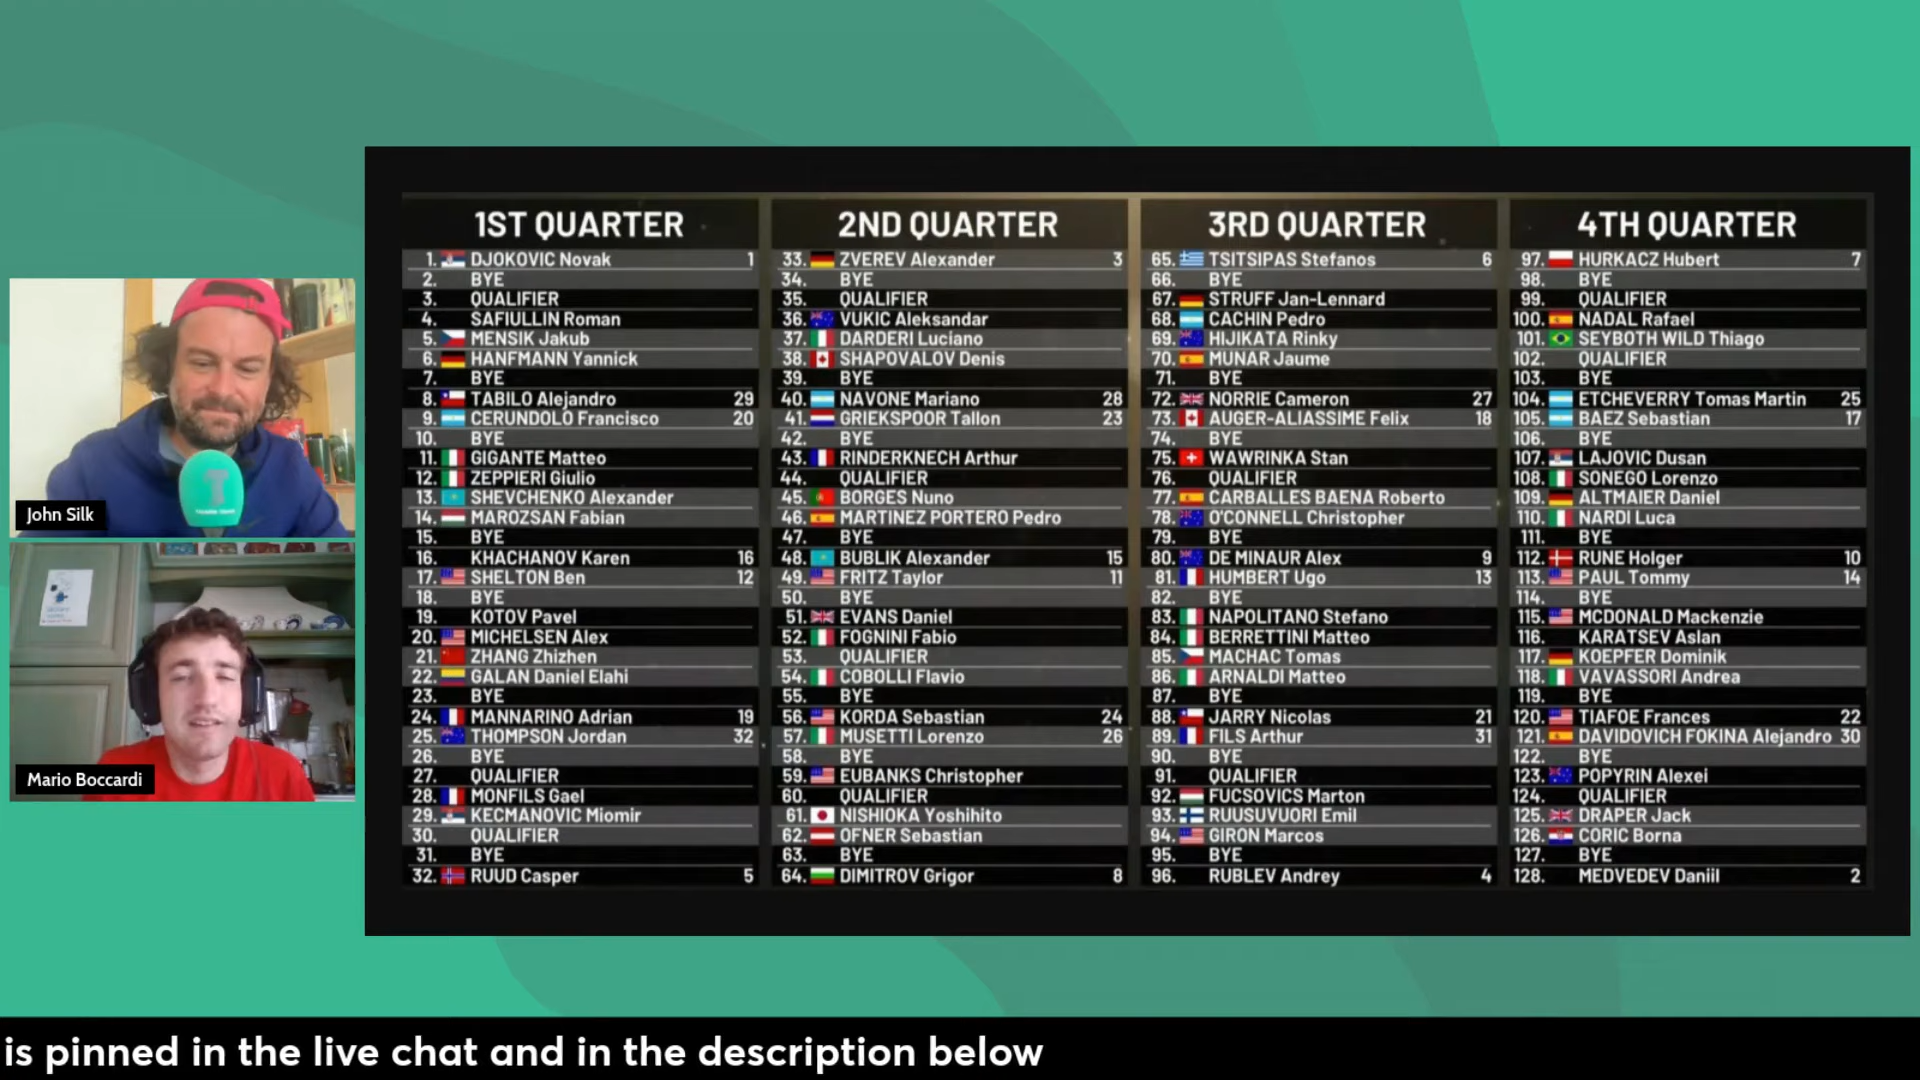 1ST QUARTER
1. DJOKOVIC Novak 1
2. BYE
3. QUALIFIER
4. SAFIULLIN Roman
5. MENSIK Jakub
6. HANFMANN Yannick
7. BYE
8. TABILO Alejandro 29
9. CERUNDOLO Francisco 20
10. BYE
11. GIGANTE Matteo
12. ZEPPIERI Giulio
13. SHEVCHENKO Alexander
14. MAROZSAN Fabian
15. BYE
16. KHACHANOV Karen 16
17. SHELTON Ben 12
18. BYE
19. KOTOV Pavel
20. MICHELSEN Alex
21. ZHANG Zhizhen
22. GALAN Daniel Elahi
23. BYE
24. MANNARINO Adrian 19
25. THOMPSON Jordan 32
26. BYE
27. QUALIFIER
28. MONFILS Gael
29. KECMANOVIC Miomir
30. QUALIFIER
31. BYE
32. RUUD Casper 5
2ND QUARTER
33. ZVEREV Alexander 3
34. BYE
35. QUALIFIER
36. VUKIC Aleksandar
37. DARDERI Luciano
38. SHAPOVALOV Denis
39. BYE
40. NAVONE Mariano 28
41. GRIEKSPOOR Tallon 23
42. BYE
43. RINDERKNECH Arthur
44. QUALIFIER
45. BORGES Nuno
46. MARTINEZ PORTERO Pedro
47. BYE
48. BUBLIK Alexander 15
49. FRITZ Taylor 11
50. BYE
51. EVANS Daniel
52. FOGNINI Fabio
53. QUALIFIER
54. COBOLLI Flavio
55. BYE
56. KORDA Sebastian 24
57. MUSETTI Lorenzo 26
58. BYE
59. EUBANKS Christopher
60. QUALIFIER
61. NISHIOKA Yoshihito
62. OFNER Sebastian
63. BYE
64. DIMITROV Grigor 8
3RD QUARTER
65. TSITSIPAS Stefanos 6
66. BYE
67. STRUFF Jan-Lennard
68. CACHIN Pedro
69. HIJIKATA Rinky
70. MUNAR Jaume
71. BYE
72. NORRIE Cameron 27
73. AUGER-ALIASSIME Felix 18
74. BYE
75. WAWRINKA Stan
76. QUALIFIER
77. CARBALLES BAENA Roberto
78. O'CONNELL Christopher
79. BYE
80. DE MINAUR Alex 9
81. HUMBERT Ugo 13
82. BYE
83. NAPOLITANO Stefano
84. BERRETTINI Matteo
85. MACHAC Tomas
86. ARNALDI Matteo
87. BYE
88. JARRY Nicolas 21
89. FILS Arthur 31
90. BYE
91. QUALIFIER
92. FUCSOVICS Marton
93. RUUSUVUORI Emil
94. GIRON Marcos
95. BYE
96. RUBLEV Andrey 4
4TH QUARTER
97. HURKACZ Hubert 7
98. BYE
99. QUALIFIER
100. NADAL Rafael
101. SEYBOTH WILD Thiago
102. QUALIFIER
103. BYE
104. ETCHEVERRY Tomas Martin 25
105. BAEZ Sebastian 17
106. BYE
107. LAJOVIC Dusan
108. SONEGO Lorenzo
109. ALTMAIER Daniel
110. NARDI Luca
111. BYE
112. RUNE Holger 10
113. PAUL Tommy 14
114. BYE
115. MCDONALD Mackenzie
116. KARATSEV Aslan
117. KOEPFER Dominik
118. VAVASSORI Andrea
119. BYE
120. TIAFOE Frances 22
121. DAVIDOVICH FOKINA Alejandro 30
122. BYE
123. POPYRIN Alexei
124. QUALIFIER
125. DRAPER Jack
126. CORIC Borna
127. BYE
128. MEDVEDEV Daniil 2
John Silk
Mario Boccardi
is pinned in the live chat and in the description below